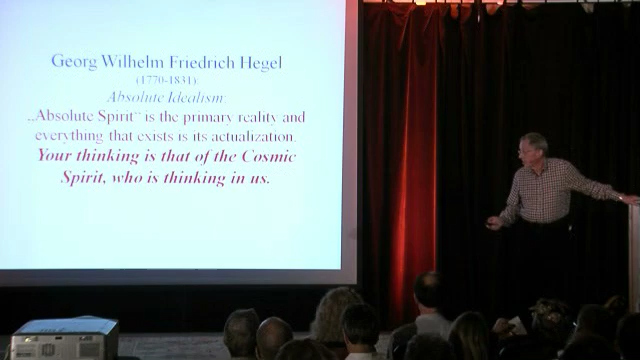 Georg Wilhelm Friedrich Hegel
(1770-1831):
Absolute Idealism:
„Absolute Spirit“ is the primary reality and
everything that exists is its actualization.
Your thinking is that of the Cosmic
Spirit, who is thinking in us.